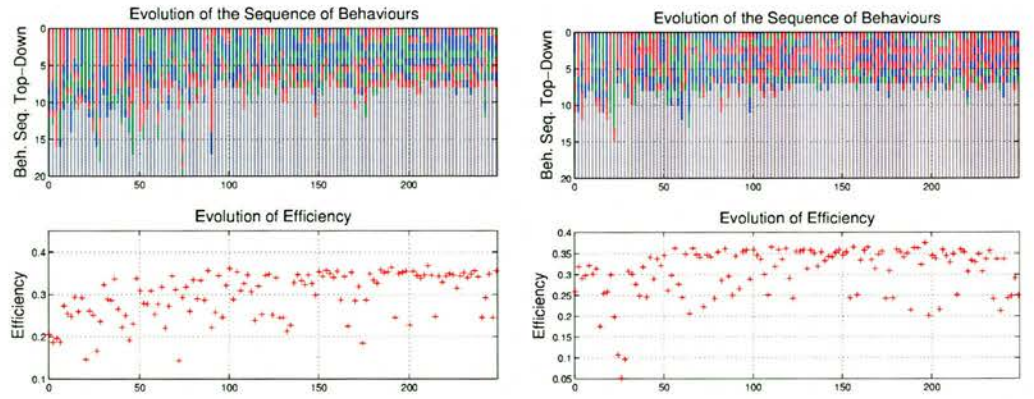 Evolution of the Sequence of Behaviours
Beh. Seq. Top-Down
0
5
10
15
20
0 50 100 150 200
Evolution of Efficiency
Efficiency
0.4
0.3
0.2
0.1
0 50 100 150 200
Evolution of the Sequence of Behaviours
Beh. Seq. Top-Down
0
5
10
15
20
0 50 100 150 200
Evolution of Efficiency
Efficiency
0.4
0.35
0.3
0.25
0.2
0.15
0.1
0.05
0 50 100 150 200